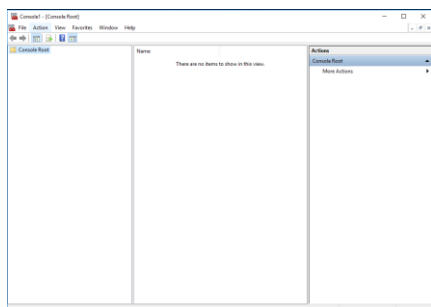 Console1 - [Console Root]
File Action View Favorites Window Help
Console Root
Name
There are no items to show in this view.
Actions
Console Root
More Actions